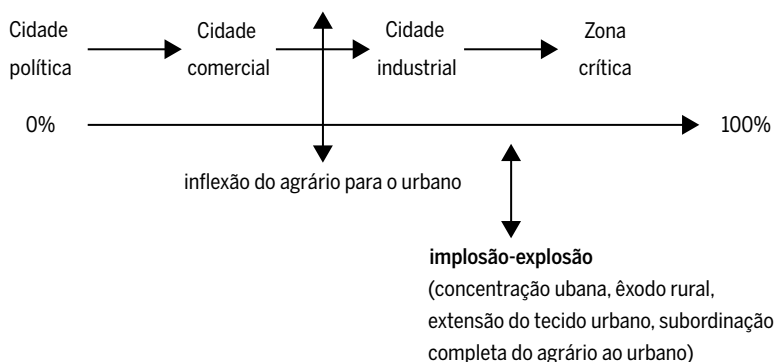 Cidade política
Cidade comercial
Cidade industrial
Zona crítica
0%
100%
inflexão do agrário para o urbano
implosão-explosão
(concentração ubana, êxodo rural,
extensão do tecido urbano, subordinação
completa do agrário ao urbano)